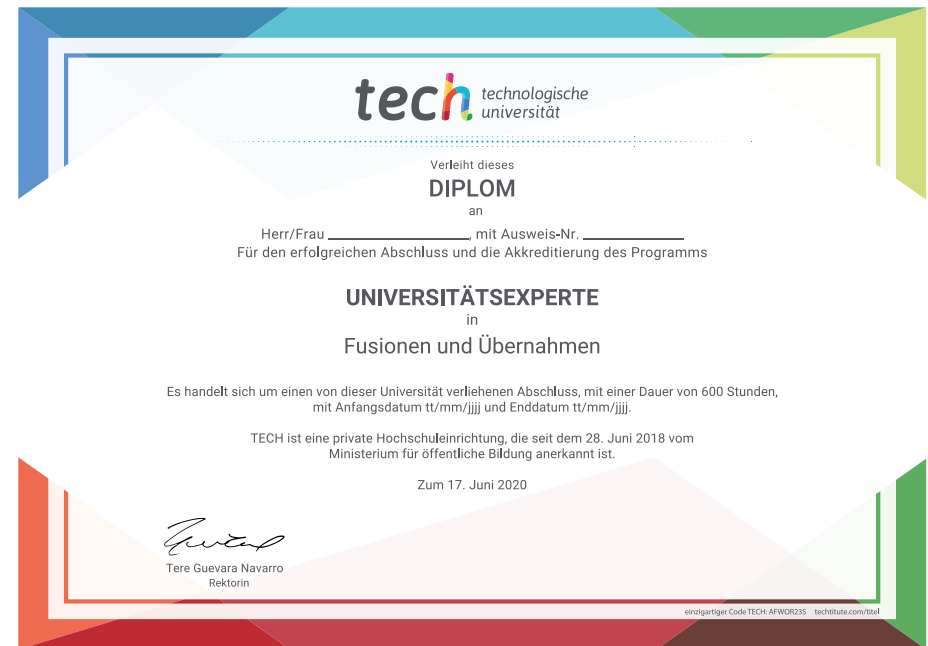 tech technologische
universität
Verleiht dieses
DIPLOM
an
Herr/Frau ____________________, mit Ausweis-Nr. ______________
Für den erfolgreichen Abschluss und die Akkreditierung des Programms
UNIVERSITÄTSEXPERTE
in
Fusionen und Übernahmen
Es handelt sich um einen von dieser Universität verliehenen Abschluss, mit einer Dauer von 600 Stunden,
mit Anfangsdatum tt/mm/jjjj und Enddatum tt/mm/jjjj.
TECH ist eine private Hochschuleinrichtung, die seit dem 28. Juni 2018 vom
Ministerium für öffentliche Bildung anerkannt ist.
Zum 17. Juni 2020
Tere Guevara Navarro
Rektorin
einzigartiger Code TECH: AFWOR23S techtitute.com/titel